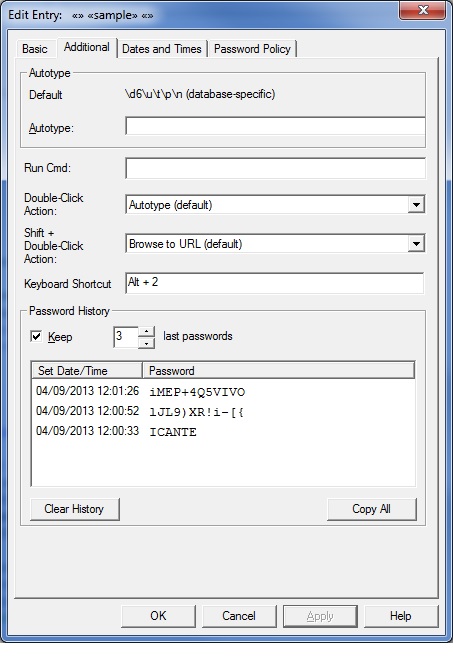 Edit Entry: «» «sample» «»
Basic Additional Dates and Times Password Policy
Autotype
Default \d6\u\t\p\n (database-specific)
Autotype:
Run Cmd:
Double-Click
Action:
Autotype (default)
Shift +
Double-Click
Action:
Browse to URL (default)
Keyboard Shortcut Alt + 2
Password History
Keep 3 last passwords
Set Date/Time Password
04/09/2013 12:01:26 iMEP+4Q5VIVO
04/09/2013 12:00:52 lJL9)XR!i-[{
04/09/2013 12:00:33 ICANTE
Clear History Copy All
OK Cancel Apply Help